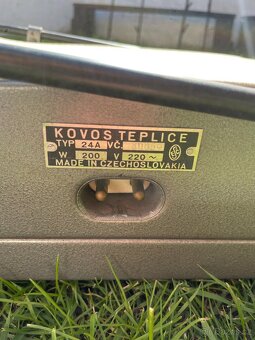 KOVOS TEPLICE
TYP 24A VČ.
W 200 V 220 ~
MADE IN CZECHOSLOVAKIA